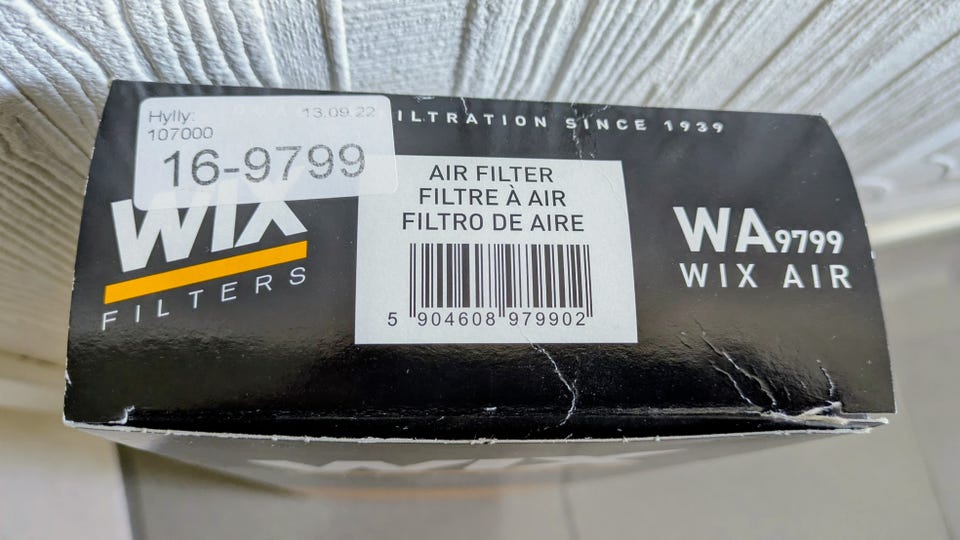 Hylly: 13.09.22
107000
16-9799
ILTRATION SINCE 1939
WIX
FILTERS
AIR FILTER
FILTRE À AIR
FILTRO DE AIRE
5 904608 979902
WA9799
WIX AIR
WIX